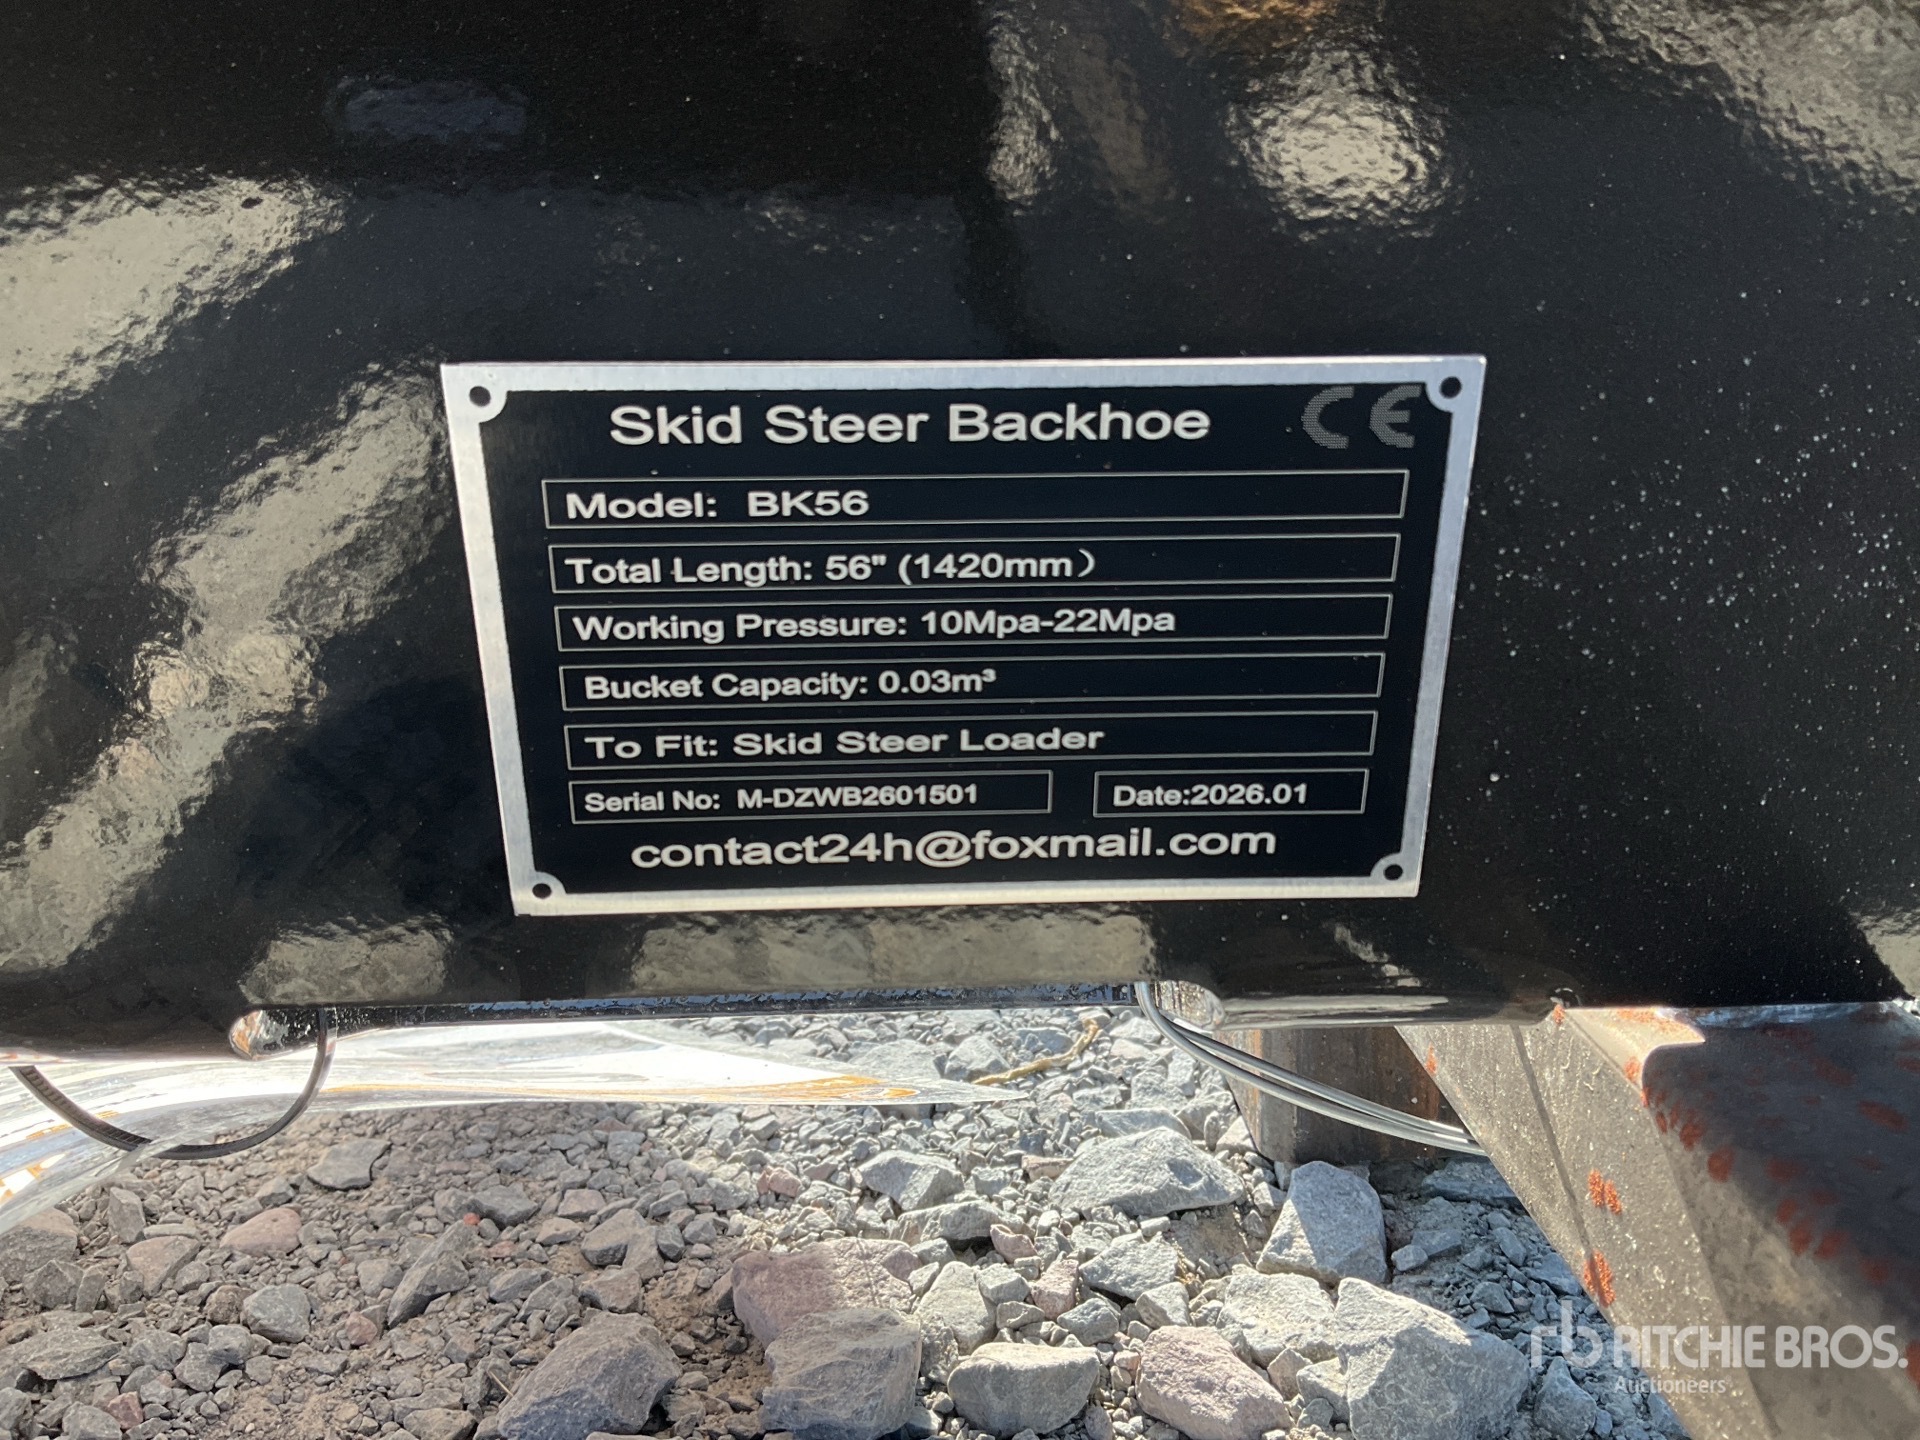 Skid Steer Backhoe CE
Model: BK56
Total Length: 56" (1420mm）
Working Pressure: 10Mpa-22Mpa
Bucket Capacity: 0.03m³
To Fit: Skid Steer Loader
Serial No: M-DZWB2601501 Date:2026.01
contact24h@foxmail.com
rb RITCHIE BROS.
Auctioneers